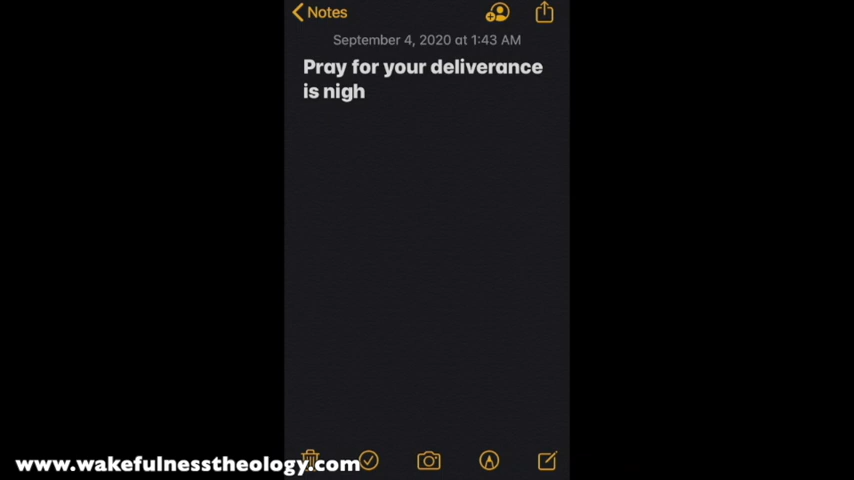 Notes
September 4, 2020 at 1:43 AM
Pray for your deliverance
is nigh
www.wakefulnesstheology.com